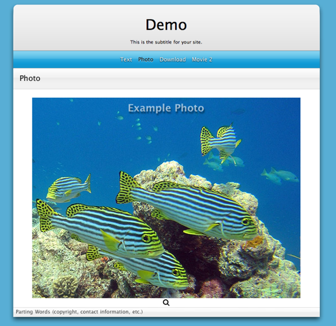 Demo
This is the subtitle for your site.
Text Photo Download Movie 2
Photo
Example Photo
Parting Words (copyright, contact information, etc.)